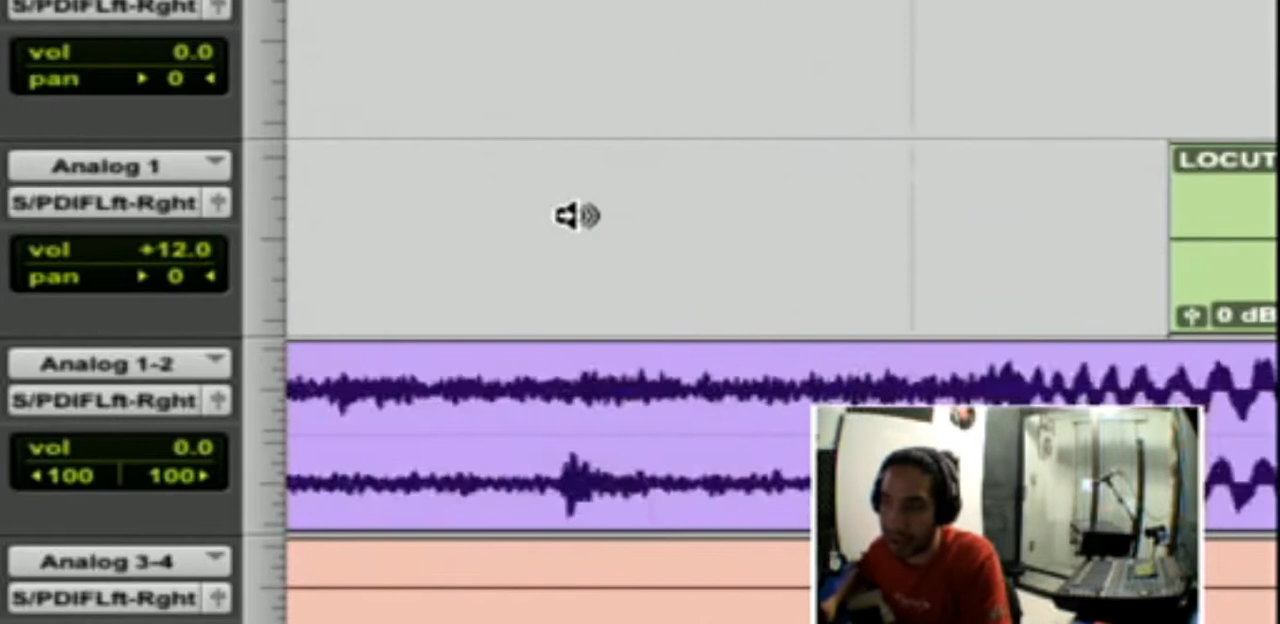 S/PDIFLft-Rght
vol 0.0
pan 0
Analog 1
S/PDIFLft-Rght
vol +12.0
pan 0
LOCUT
0 dB
Analog 1-2
S/PDIFLft-Rght
vol 0.0
100 100
Analog 3-4
S/PDIFLft-Rght